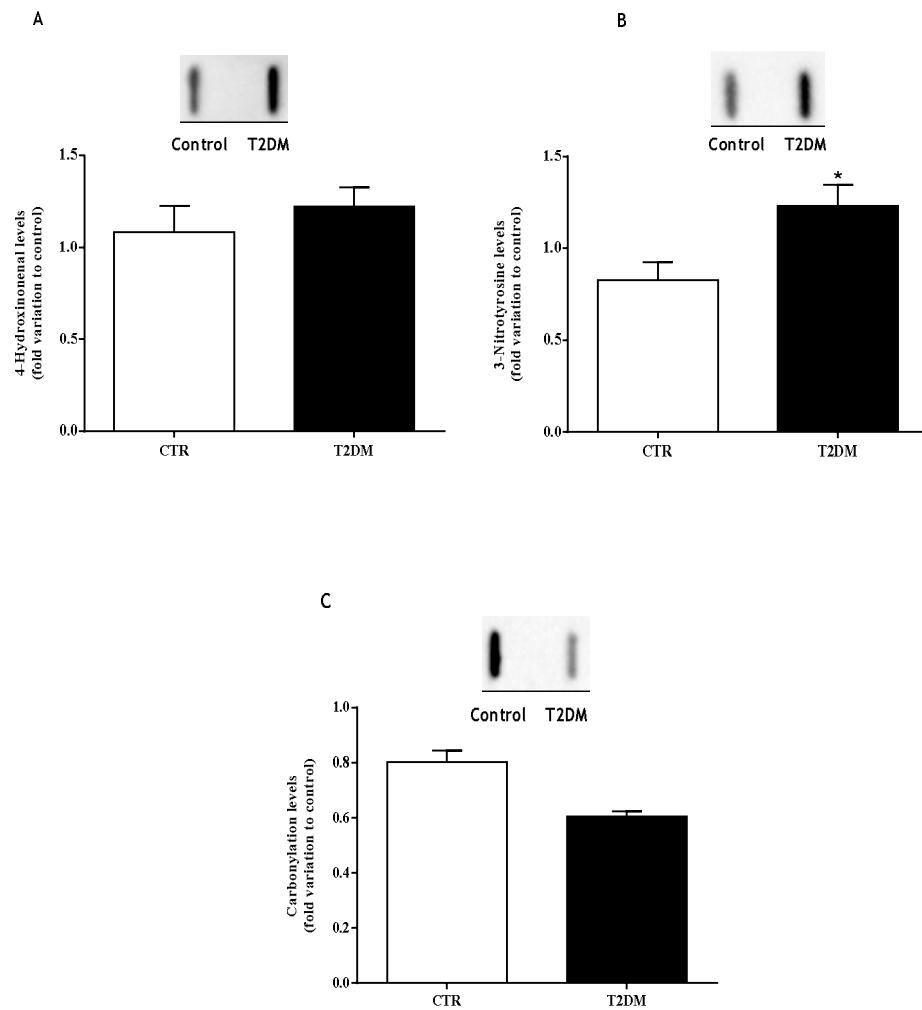 A
Control T2DM
1.5
1.0
0.5
0.0
4-Hydroxinonenal levels
(fold variation to control)
CTR T2DM
B
Control T2DM
1.5
1.0
0.5
0.0
3-Nitrotyrosine levels
(fold variation to control)
*
CTR T2DM
C
Control T2DM
1.0
0.8
0.6
0.4
0.2
0.0
Carbonylation levels
(fold variation to control)
CTR T2DM